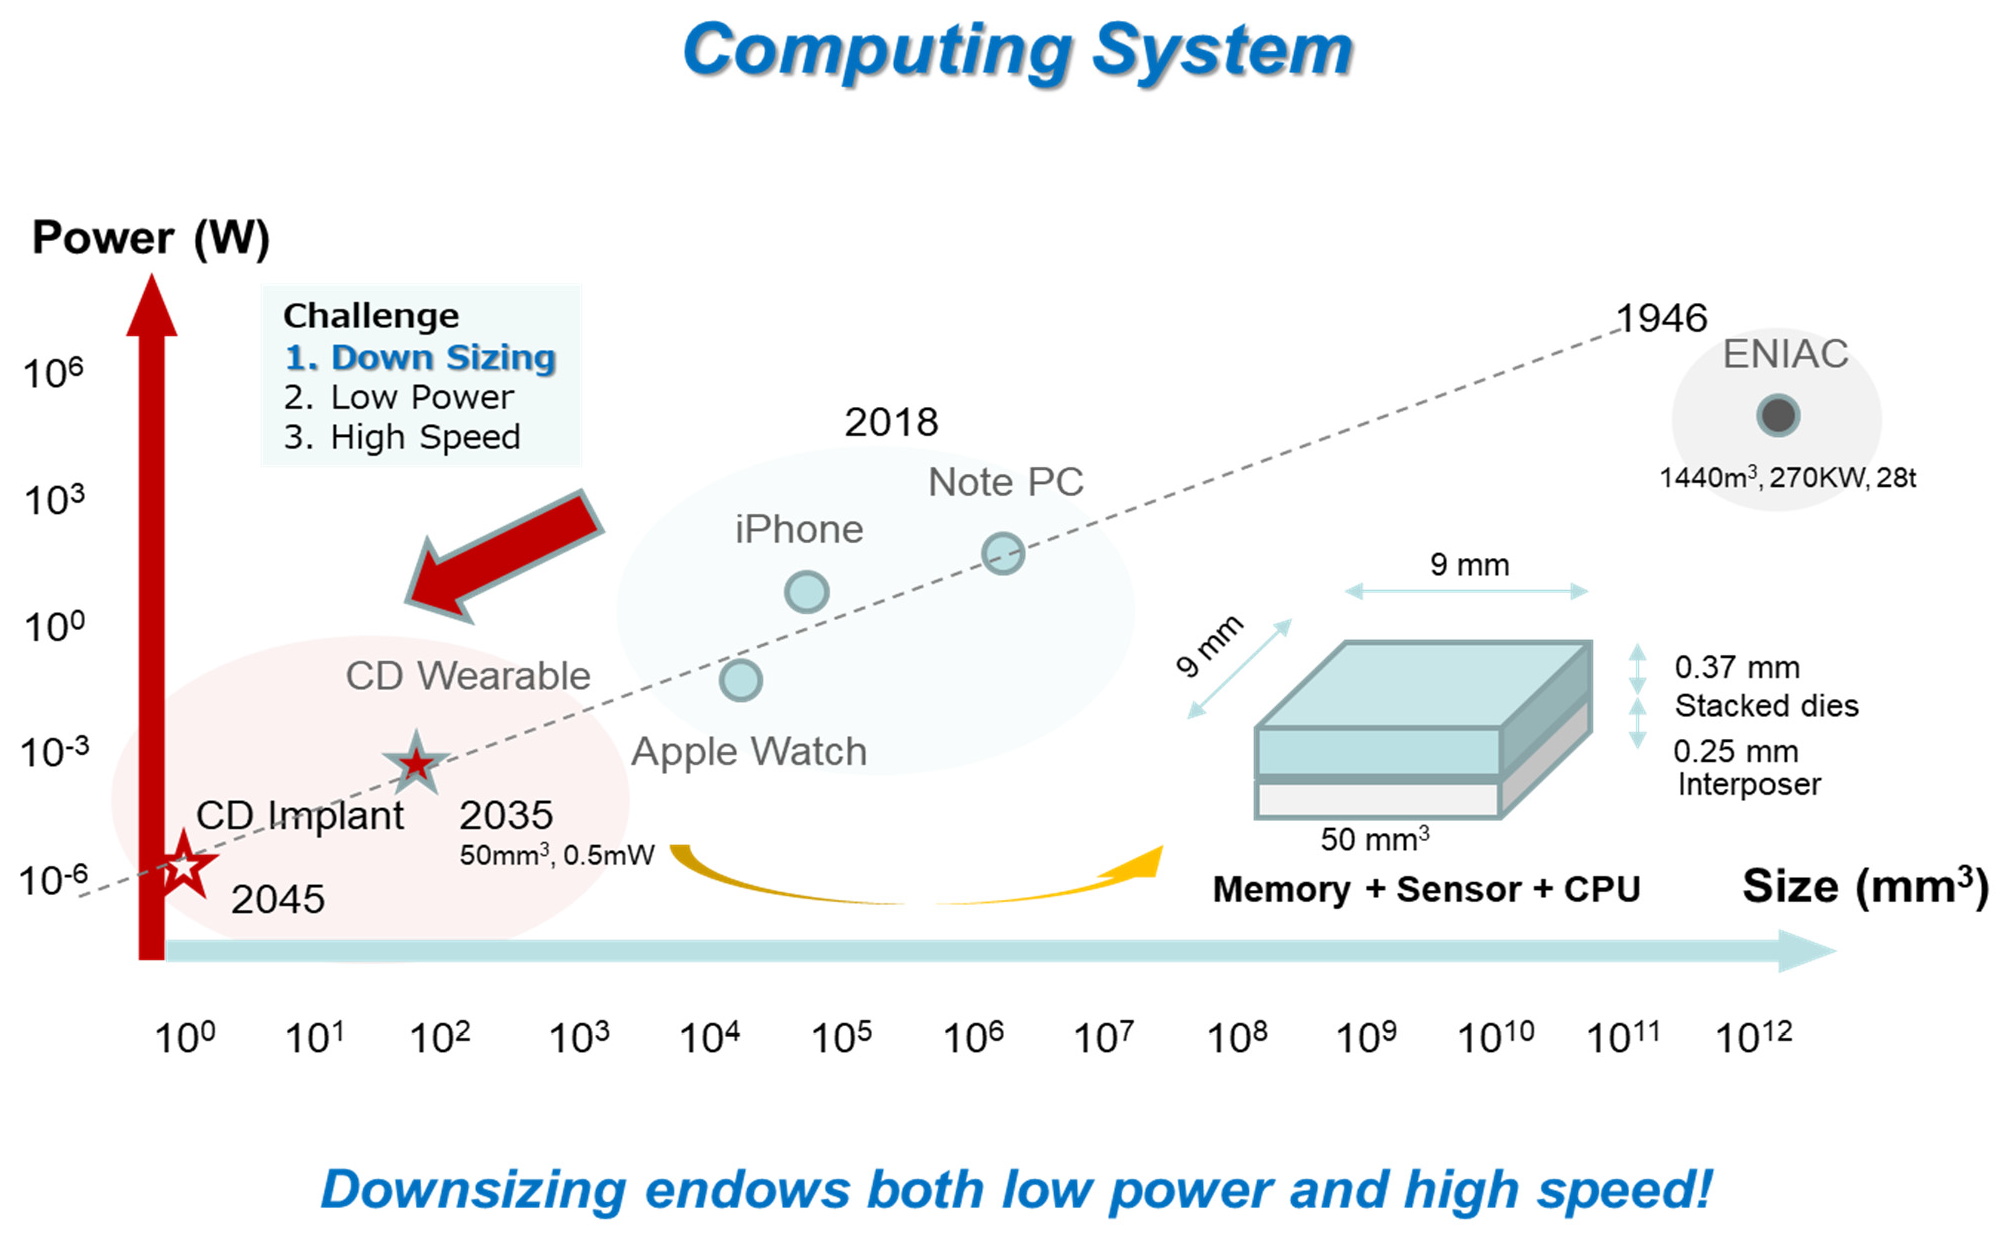 Computing System
Power (W)
Challenge
1. Down Sizing
2. Low Power
3. High Speed
10⁶
10³
10⁰
10⁻³
10⁻⁶
1946
ENIAC
1440m³, 270KW, 28t
2018
Note PC
iPhone
Apple Watch
CD Wearable
CD Implant
2035
50mm³, 0.5mW
2045
9 mm
9 mm
0.37 mm
Stacked dies
0.25 mm
Interposer
50 mm³
Memory + Sensor + CPU
Size (mm³)
10⁰ 10¹ 10² 10³ 10⁴ 10⁵ 10⁶ 10⁷ 10⁸ 10⁹ 10¹⁰ 10¹¹ 10¹²
Downsizing endows both low power and high speed!